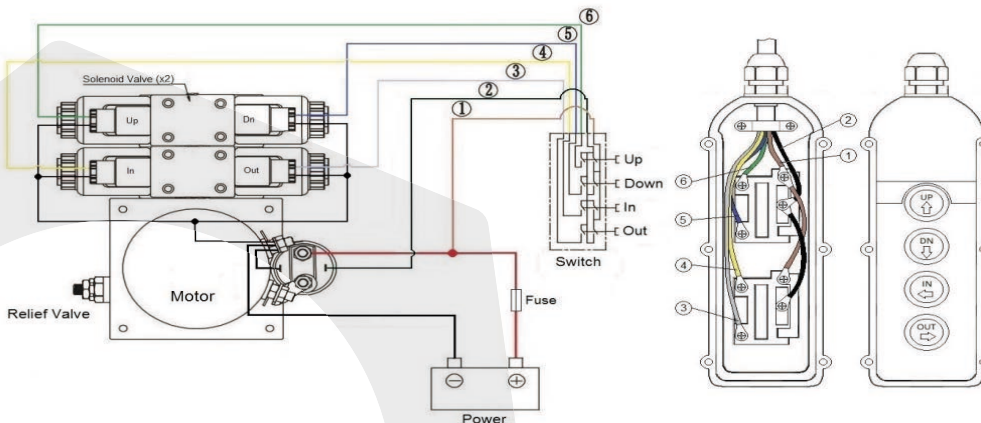 ⑥
⑤
④
③
②
①
Solenoid Valve (x2)
Up
Dn
In
Out
Up
Down
In
Out
Switch
Motor
Relief Valve
Fuse
Power
②
①
⑥
⑤
④
③
UP
DN
IN
OUT